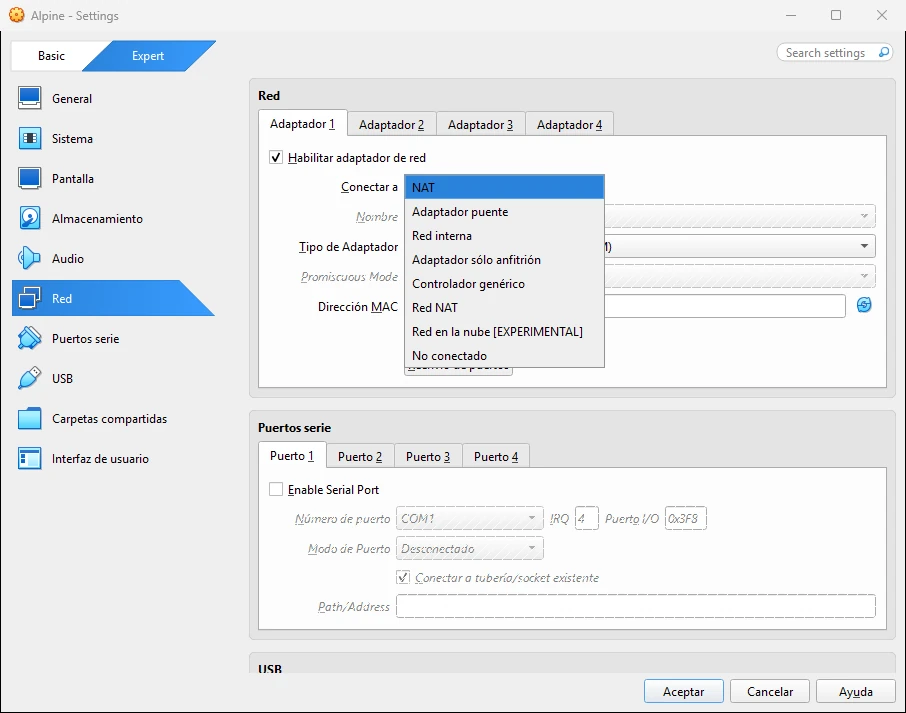 Alpine - Settings
Basic
Expert
Search settings
General
Sistema
Pantalla
Almacenamiento
Audio
Red
Puertos serie
USB
Carpetas compartidas
Interfaz de usuario
Red
Adaptador 1
Adaptador 2
Adaptador 3
Adaptador 4
Habilitar adaptador de red
Conectar a
NAT
Adaptador puente
Red interna
Adaptador sólo anfitrión
Controlador genérico
Red NAT
Red en la nube [EXPERIMENTAL]
No conectado
Nombre
Tipo de Adaptador
Promiscuous Mode
Dirección MAC
Puertos serie
Puerto 1
Puerto 2
Puerto 3
Puerto 4
Enable Serial Port
Número de puerto COM1 IRQ 4 Puerto I/O 0x3F8
Modo de Puerto Desconectado
Conectar a tubería/socket existente
Path/Address
USB
Aceptar
Cancelar
Ayuda